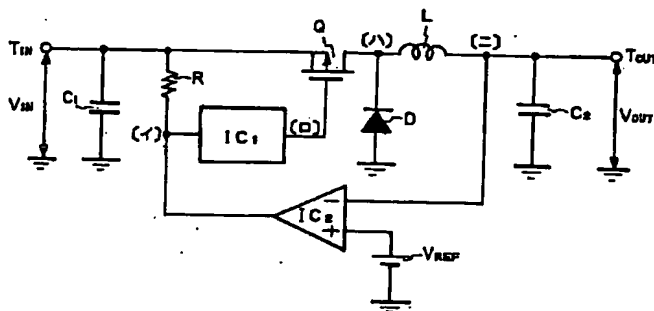 Q
(ハ)
L
(ニ)
TIN
TOUT
R
VIN
C1
(イ)
IC1
(ロ)
D
C2
VOUT
IC2
−
+
VREF